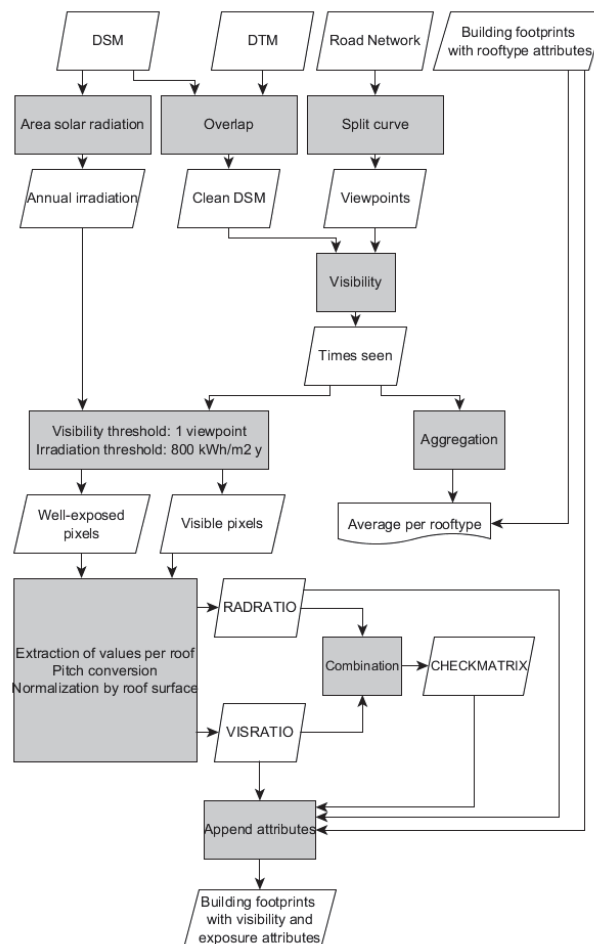 DSM
DTM
Road Network
Building footprints
with rooftype attributes
Area solar radiation
Overlap
Split curve
Annual irradiation
Clean DSM
Viewpoints
Visibility
Times seen
Visibility threshold: 1 viewpoint
Irradiation threshold: 800 kWh/m2 y
Aggregation
Well-exposed
pixels
Visible pixels
Average per rooftype
Extraction of values per roof
Pitch conversion
Normalization by roof surface
RADRATIO
Combination
CHECKMATRIX
VISRATIO
Append attributes
Building footprints
with visibility and
exposure attributes